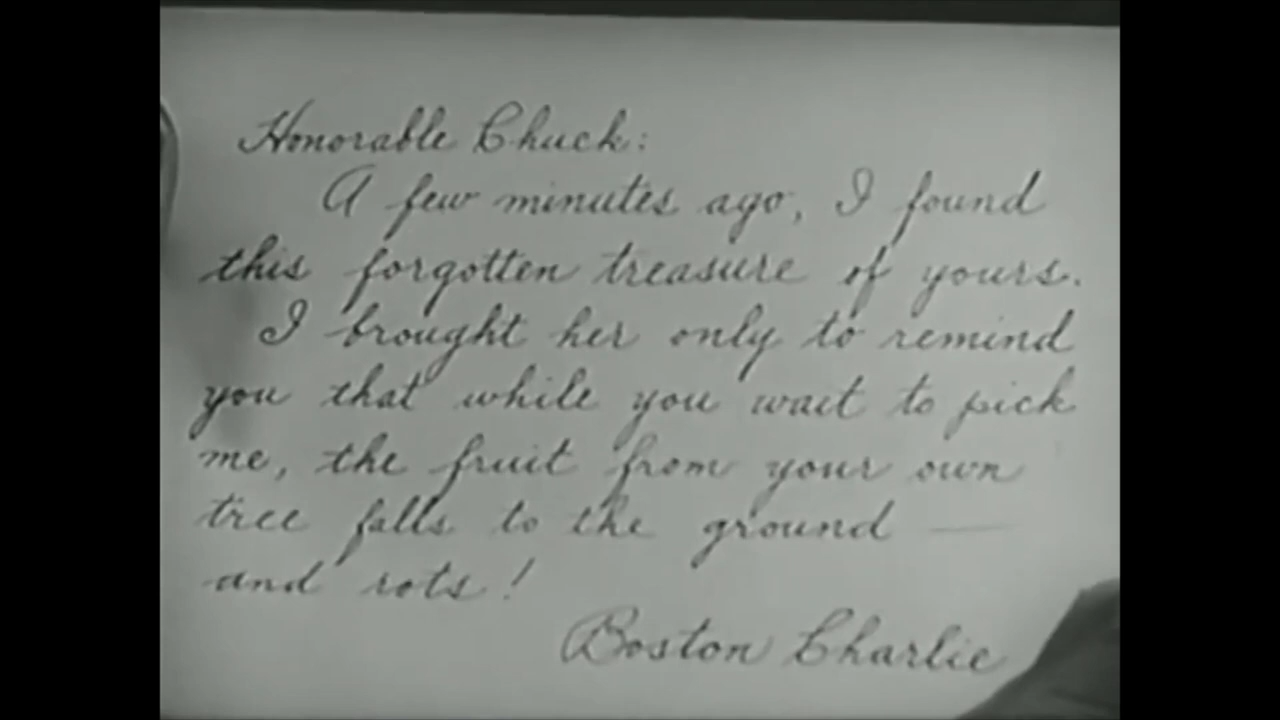 Honorable Chuck:
A few minutes ago, I found
this forgotten treasure of yours.
I brought her only to remind
you that while you wait to pick
me, the fruit from your own
tree falls to the ground —
and rots!
Boston Charlie